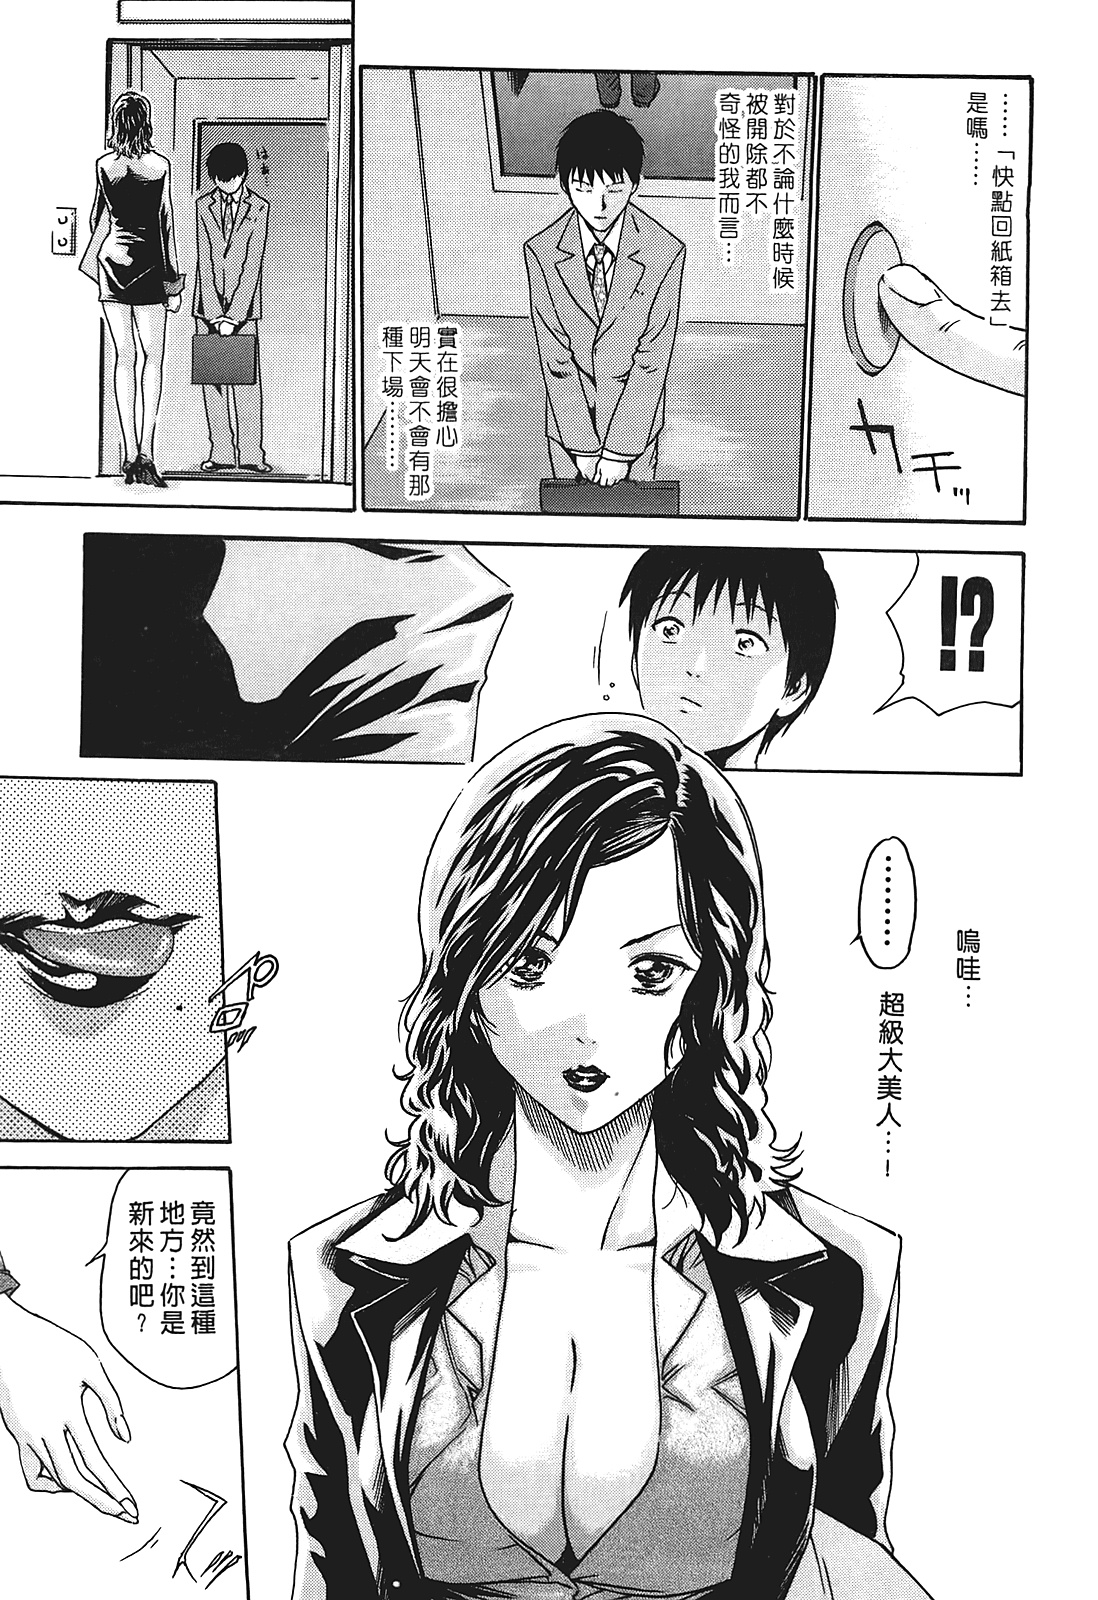 ……「快點回紙箱去」
是嗎……
カチッ
對於不論什麼時候
被開除都不
奇怪的我而言…
實在很擔心
明天會不會有那
種下場………
はぁ
!?
………
嗚哇…
超級大美人…!
ペロ
竟然到這種
地方…你是
新來的吧?